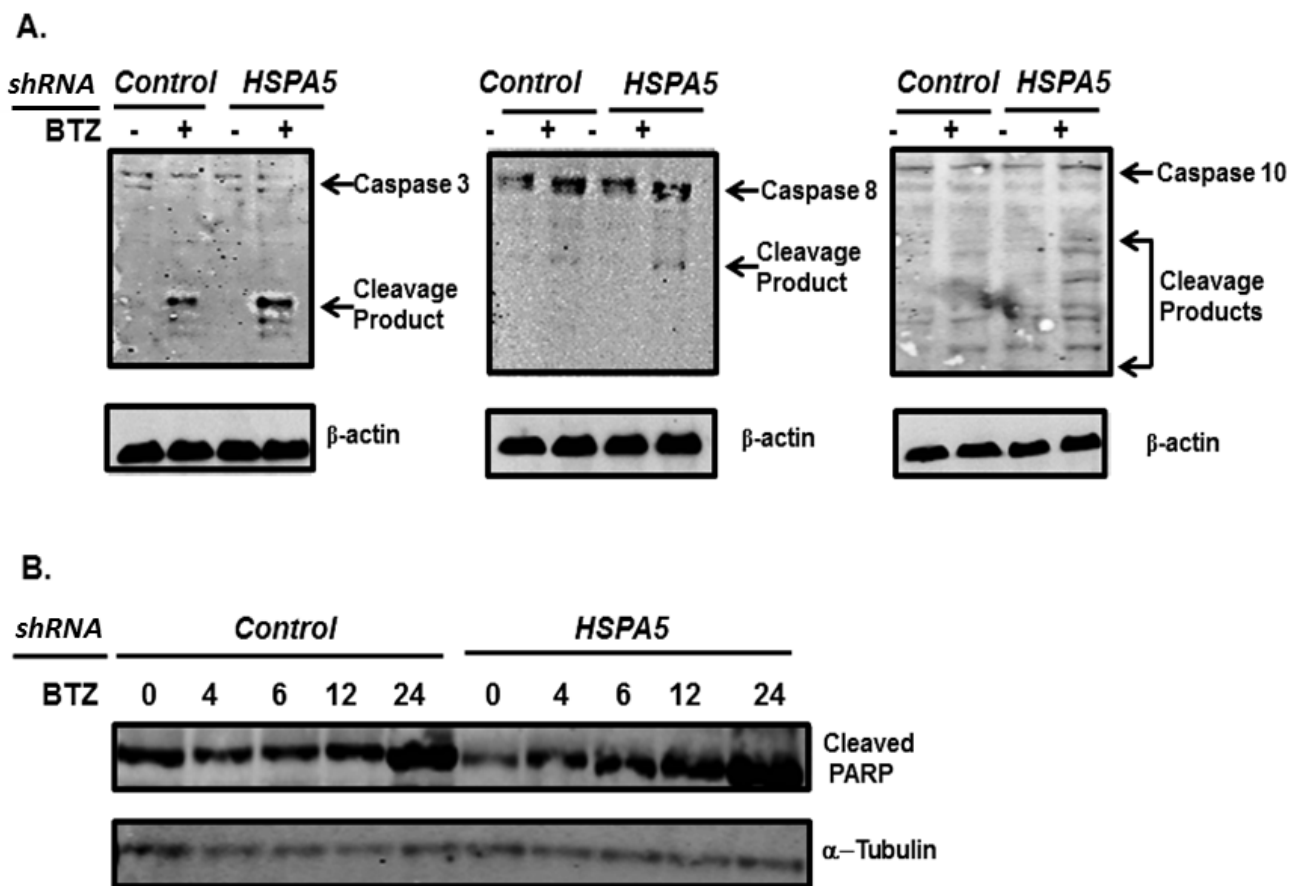 A.
shRNA Control HSPA5 Control HSPA5 Control HSPA5
BTZ - + - + - + - + - + - +
Caspase 3 Caspase 8 Caspase 10
Cleavage Product Cleavage Product Cleavage Products
β-actin β-actin β-actin
B.
shRNA Control HSPA5
BTZ 0 4 6 12 24 0 4 6 12 24
Cleaved
PARP
α-Tubulin